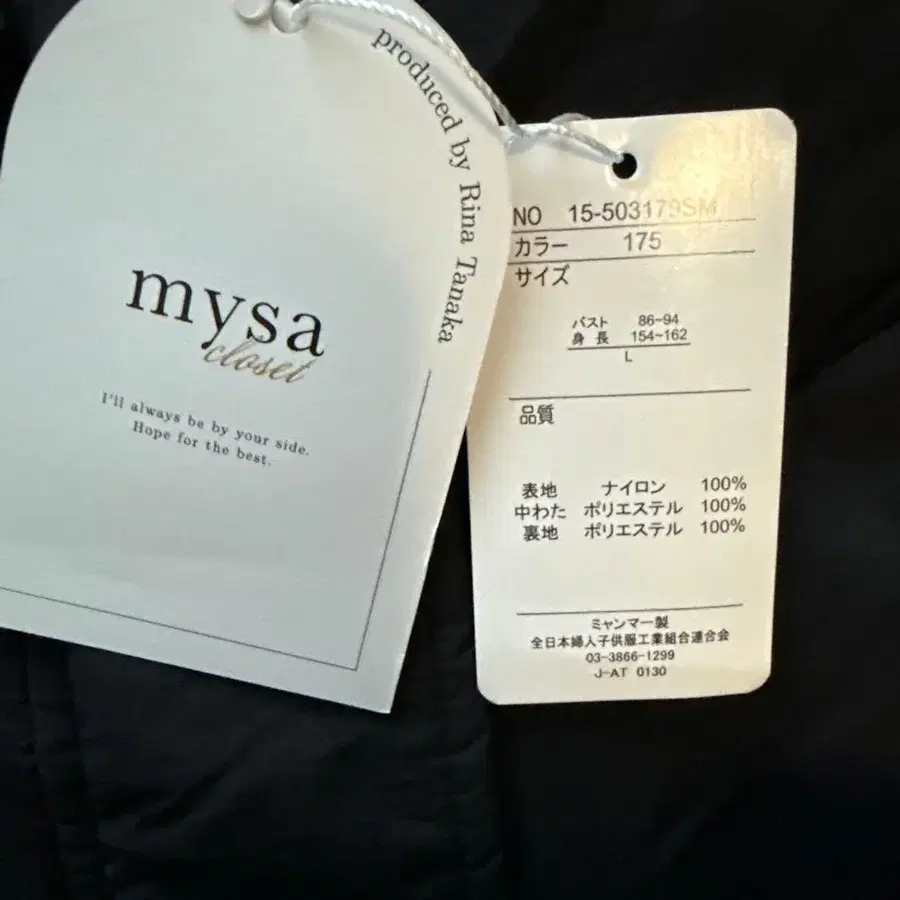 produced by Rina Tanaka
mysa
closet
I'll always be by your side.
Hope for the best.
NO 15-503179SM
カラー 175
サイズ
バスト 86~94
身長 154~162
L
品質
表地 ナイロン 100%
中わた ポリエステル 100%
裏地 ポリエステル 100%
ミャンマー製
全日本婦人子供服工業組合連合会
03-3866-1299
J-AT 0130